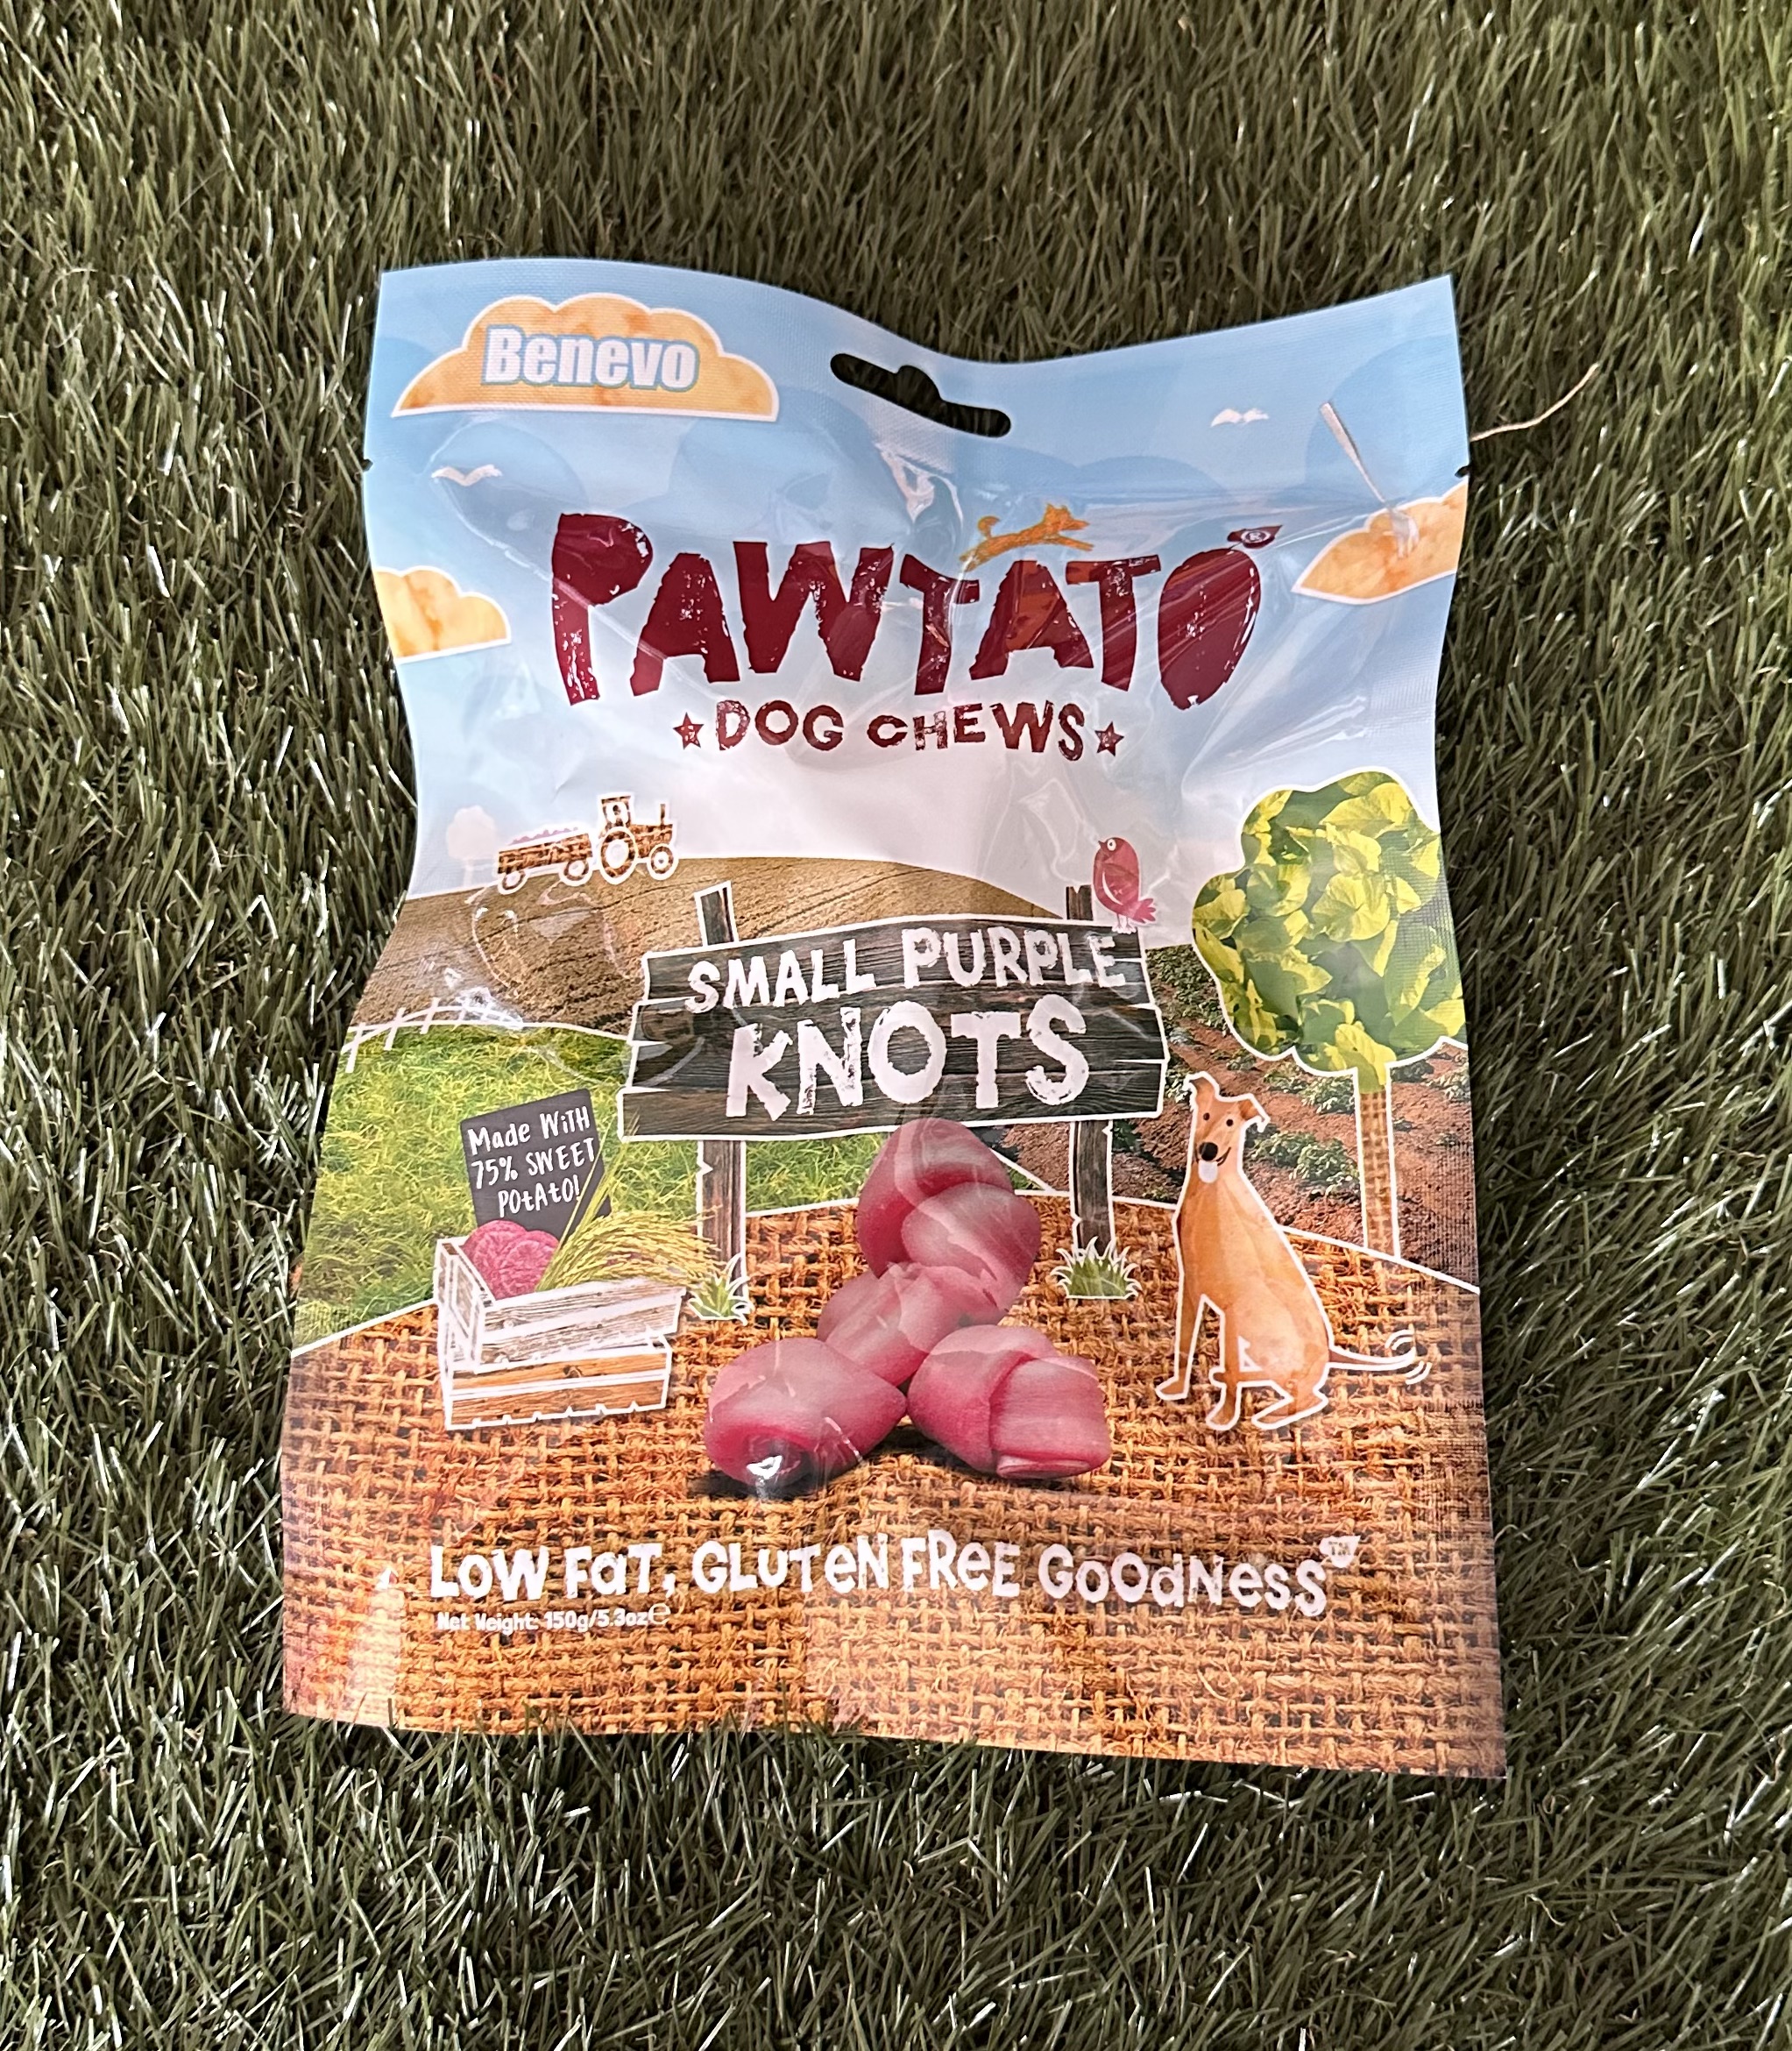 Benevo
PAWTATO®
★DOG CHEWS★
SMALL PURPLE
KNOTS
Made With
75% SWEET
POtAtO!
LOW FaT, GLUTeN FReE GOOdNeSS™
Net Weight: 150g/5.3oz℮